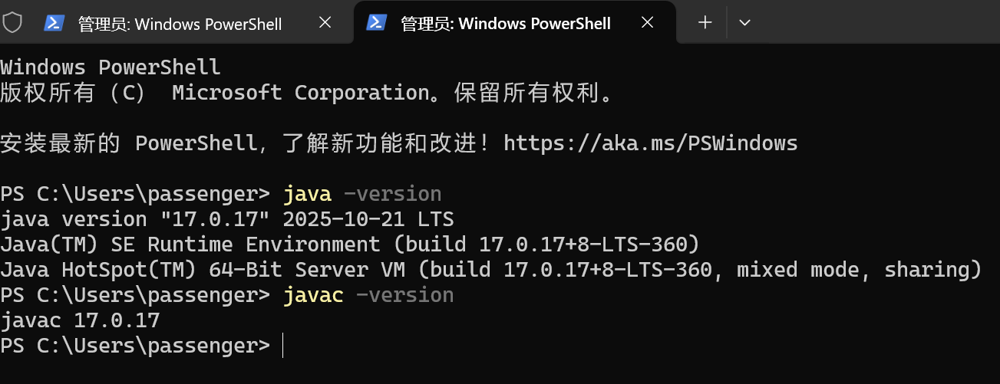 管理员: Windows PowerShell
管理员: Windows PowerShell
Windows PowerShell
版权所有（C） Microsoft Corporation。保留所有权利。
安装最新的 PowerShell，了解新功能和改进！https://aka.ms/PSWindows
PS C:\Users\passenger> java -version
java version "17.0.17" 2025-10-21 LTS
Java(TM) SE Runtime Environment (build 17.0.17+8-LTS-360)
Java HotSpot(TM) 64-Bit Server VM (build 17.0.17+8-LTS-360, mixed mode, sharing)
PS C:\Users\passenger> javac -version
javac 17.0.17
PS C:\Users\passenger>